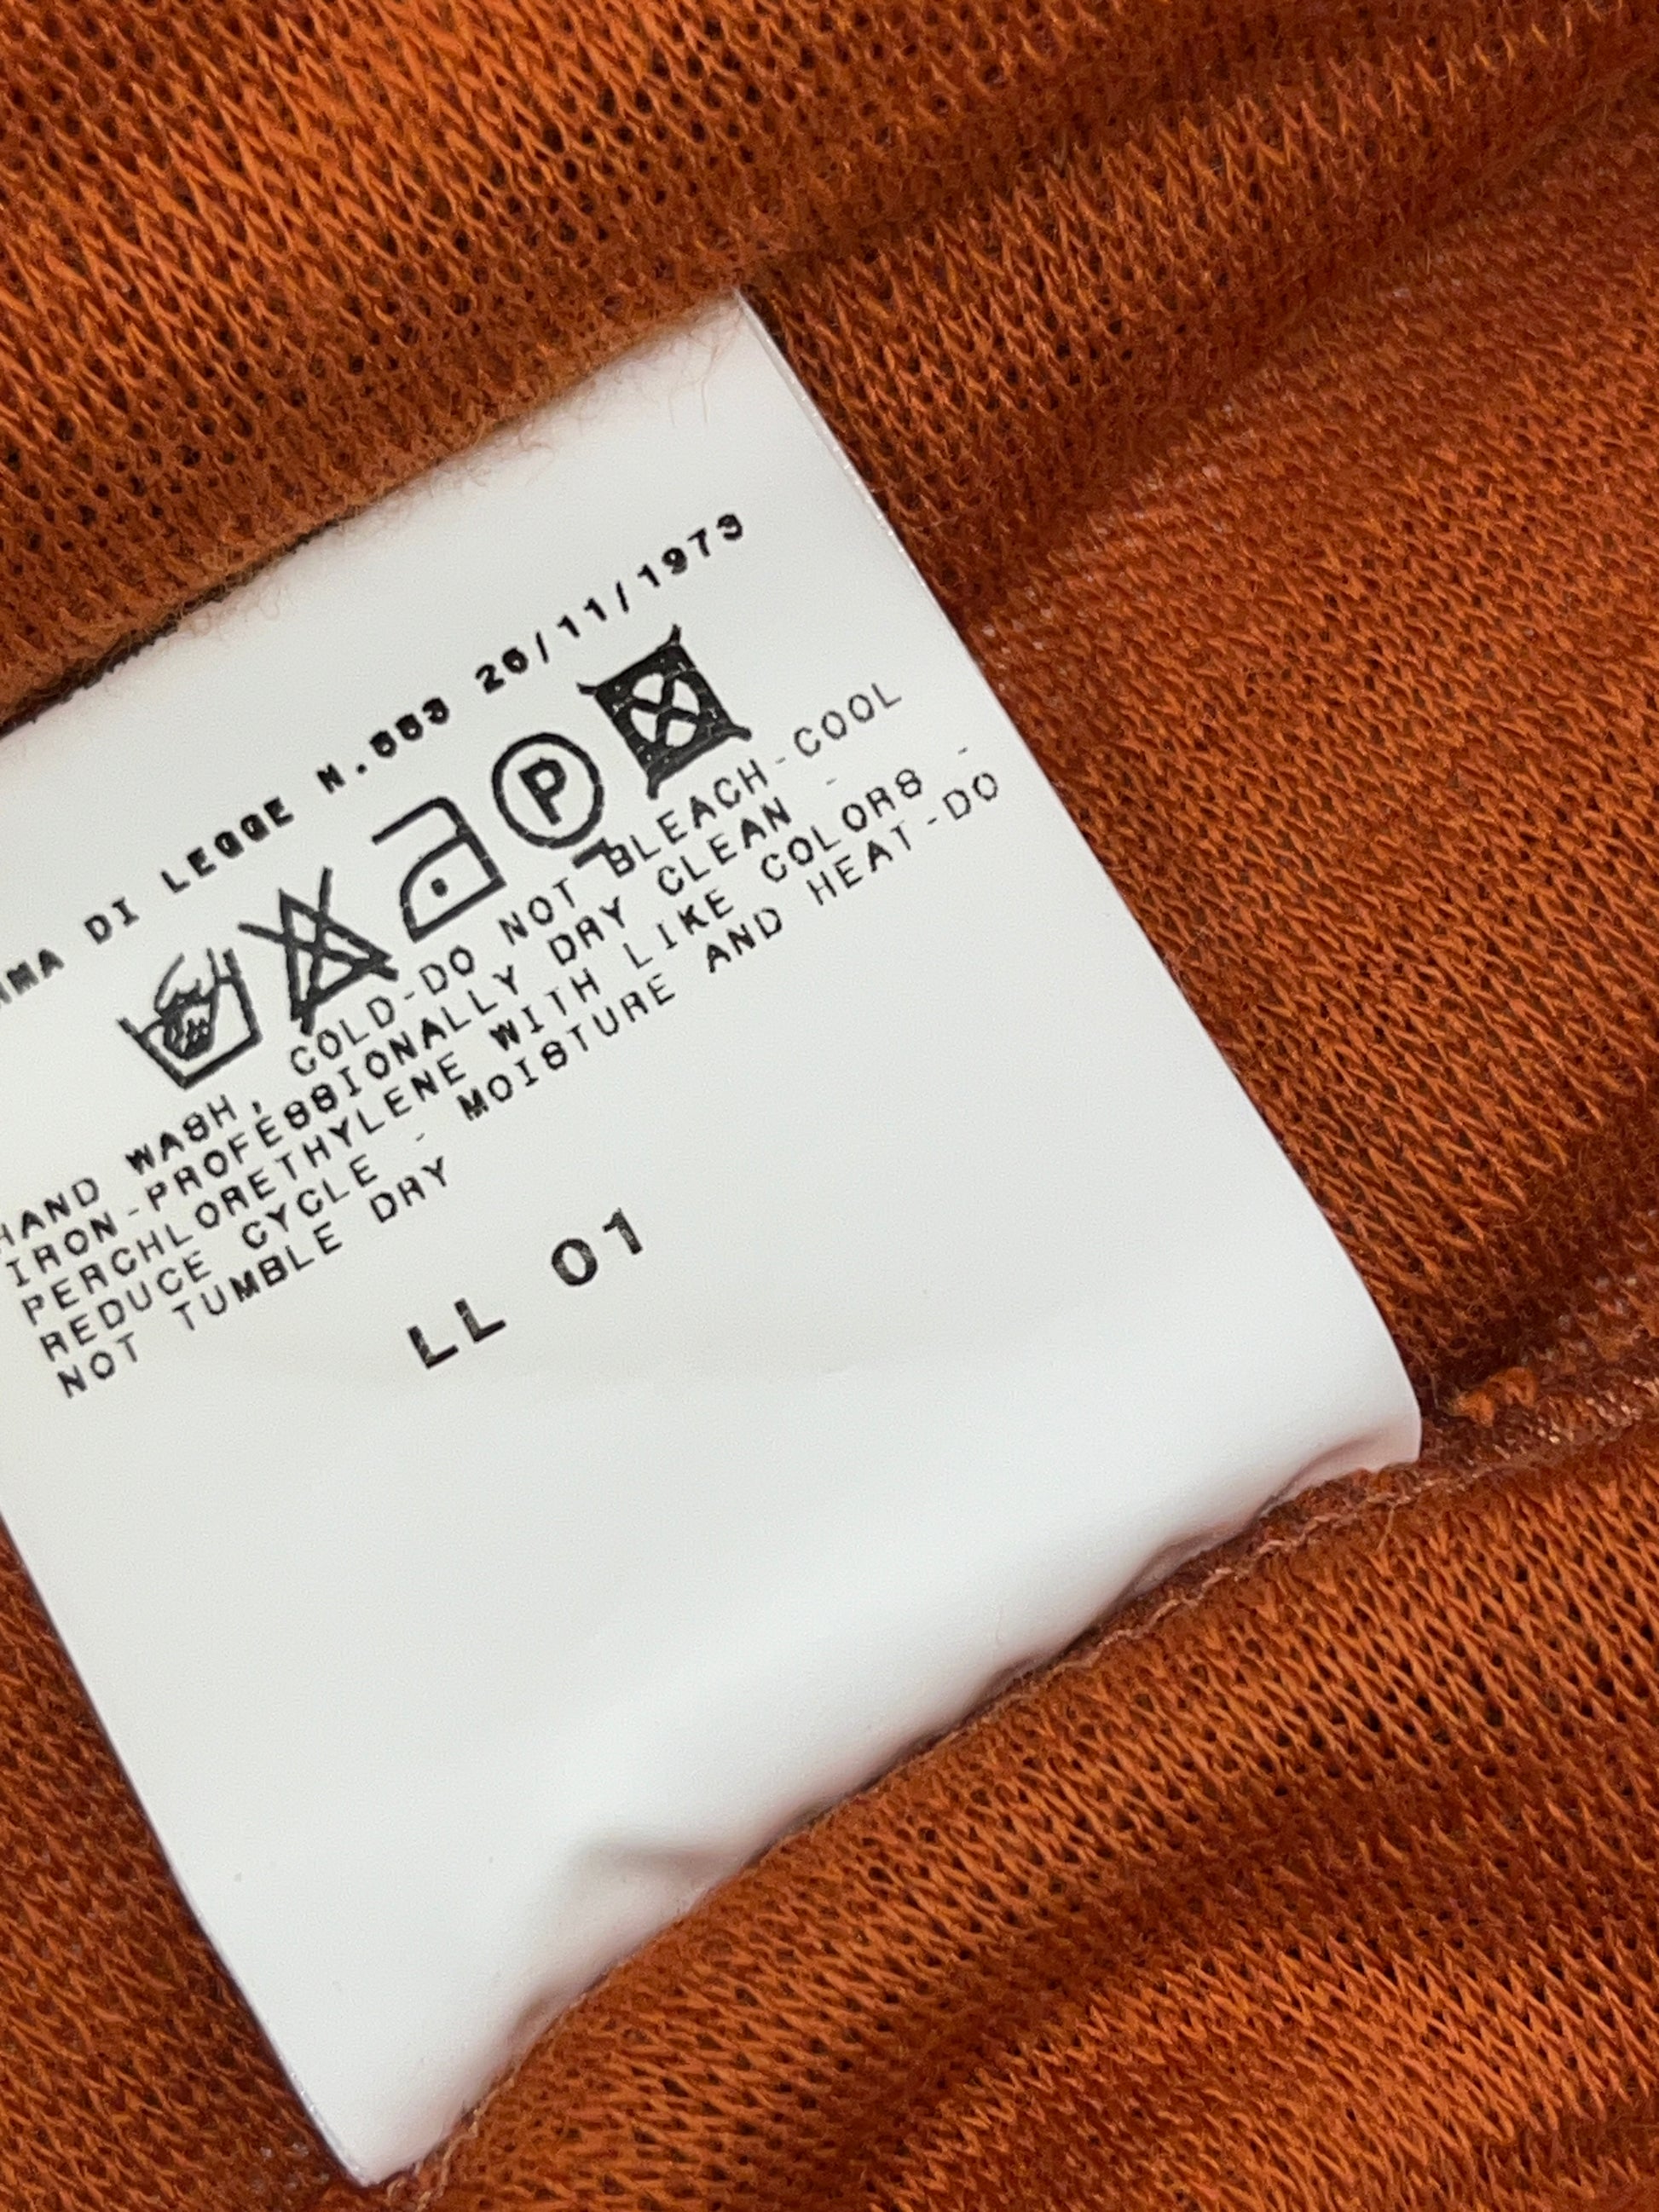 DI LEGGE N.883 26/11/1973
P
HAND WASH, COLD-DO NOT BLEACH-COOL
IRON-PROFESSIONALLY DRY CLEAN -
PERCHLORETHYLENE WITH LIKE COLORS -
REDUCE CYCLE - MOISTURE AND HEAT-DO
NOT TUMBLE DRY
LL 01